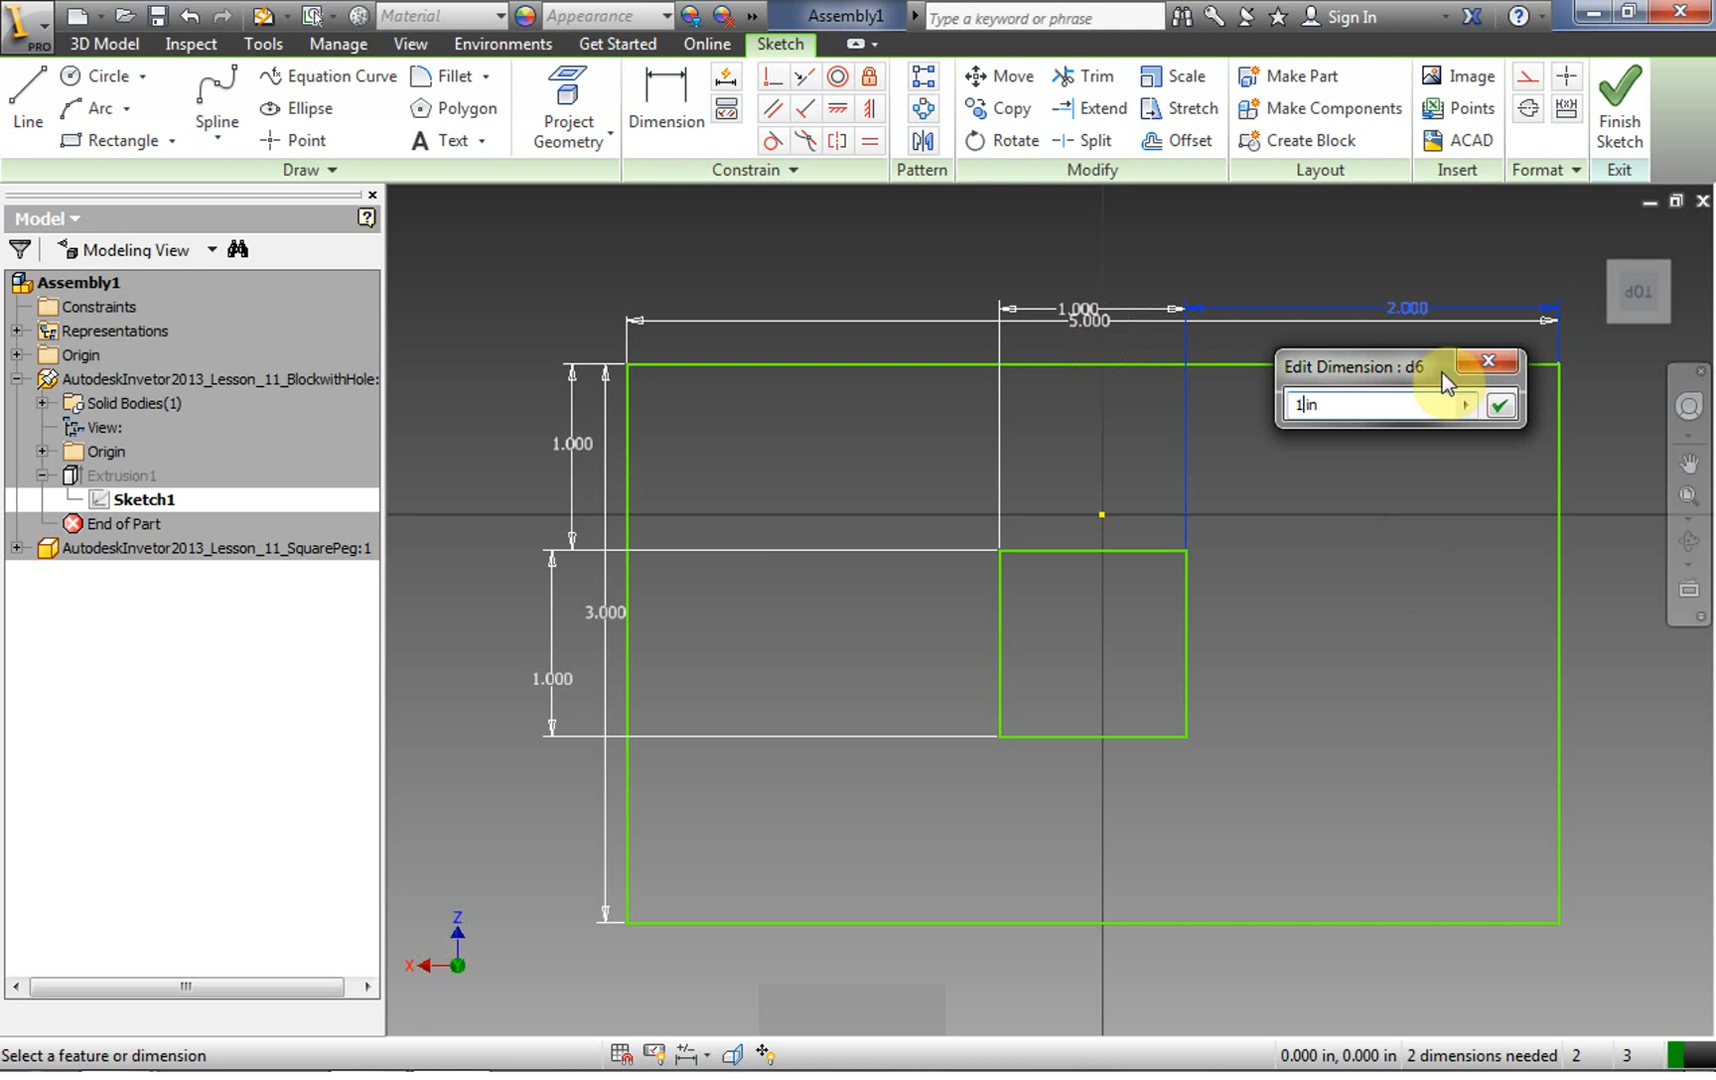 PRO
Material
Appearance
Assembly1
Type a keyword or phrase
Sign In
3D Model
Inspect
Tools
Manage
View
Environments
Get Started
Online
Sketch
Line
Circle
Arc
Rectangle
Spline
Equation Curve
Ellipse
Point
Fillet
Polygon
Text
Project Geometry
Dimension
Move
Copy
Rotate
Trim
Extend
Split
Scale
Stretch
Offset
Make Part
Make Components
Create Block
Image
Points
ACAD
Finish Sketch
Draw
Constrain
Pattern
Modify
Layout
Insert
Format
Exit
Model
Modeling View
Assembly1
Constraints
Representations
Origin
AutodeskInvetor2013_Lesson_11_BlockwithHole:
Solid Bodies(1)
View:
Origin
Extrusion1
Sketch1
End of Part
AutodeskInvetor2013_Lesson_11_SquarePeg:1
TOP
1.000
2.000
5.000
Edit Dimension : d6
1in
1.000
3.000
1.000
Z
X
Select a feature or dimension
0.000 in, 0.000 in
2 dimensions needed
2
3